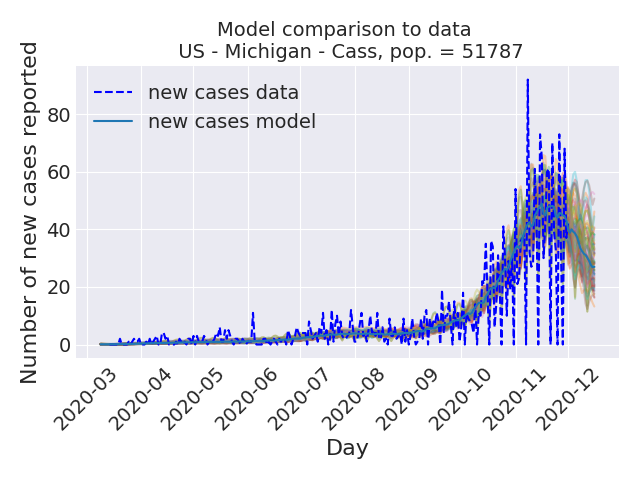 Model comparison to data
US - Michigan - Cass, pop. = 51787
new cases data
new cases model
Number of new cases reported
80
60
40
20
0
2020-03
2020-04
2020-05
2020-06
2020-07
2020-08
2020-09
2020-10
2020-11
2020-12
Day